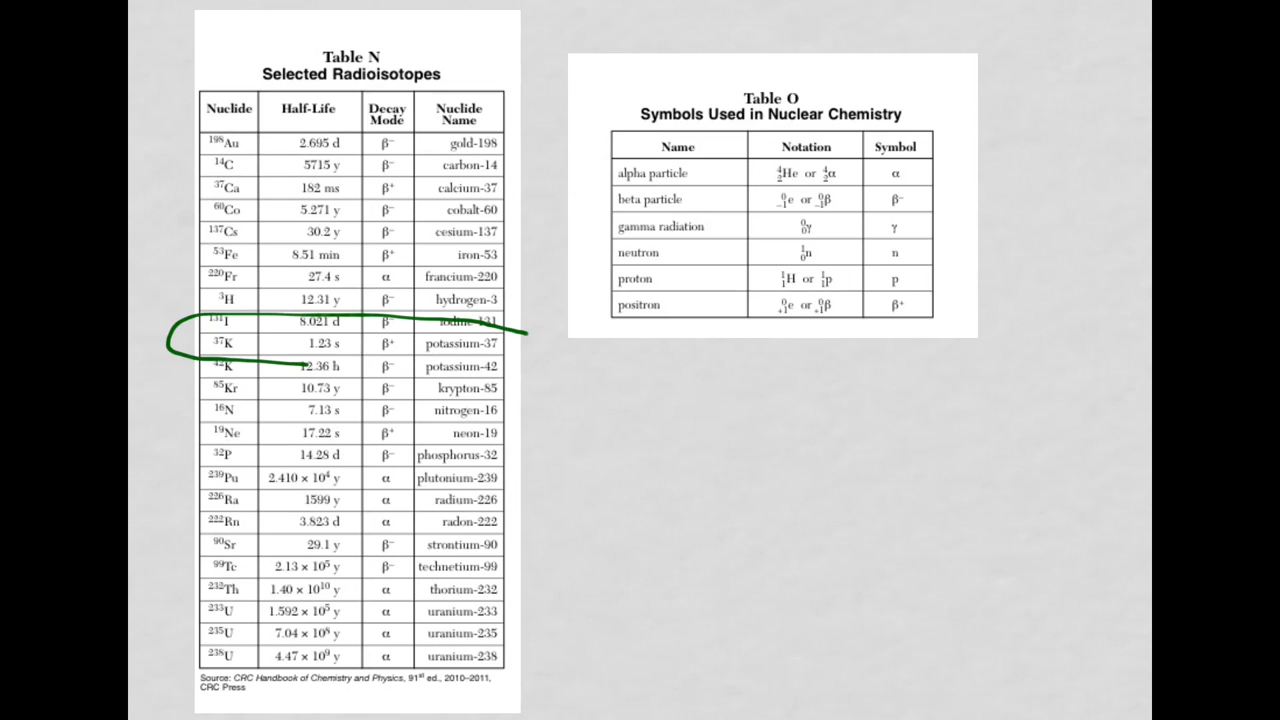 Table N
Selected Radioisotopes
Nuclide Half-Life Decay Mode Nuclide Name
¹⁹⁸Au 2.695 d β⁻ gold-198
¹⁴C 5715 y β⁻ carbon-14
³⁷Ca 182 ms β⁺ calcium-37
⁶⁰Co 5.271 y β⁻ cobalt-60
¹³⁷Cs 30.2 y β⁻ cesium-137
⁵³Fe 8.51 min β⁺ iron-53
²²⁰Fr 27.4 s α francium-220
³H 12.31 y β⁻ hydrogen-3
¹³¹I 8.021 d β⁻ iodine-131
³⁷K 1.23 s β⁺ potassium-37
⁴²K 12.36 h β⁻ potassium-42
⁸⁵Kr 10.73 y β⁻ krypton-85
¹⁶N 7.13 s β⁻ nitrogen-16
¹⁹Ne 17.22 s β⁺ neon-19
³²P 14.28 d β⁻ phosphorus-32
²³⁹Pu 2.410 × 10⁴ y α plutonium-239
²²⁶Ra 1599 y α radium-226
²²²Rn 3.823 d α radon-222
⁹⁰Sr 29.1 y β⁻ strontium-90
⁹⁹Tc 2.13 × 10⁵ y β⁻ technetium-99
²³²Th 1.40 × 10¹⁰ y α thorium-232
²³³U 1.592 × 10⁵ y α uranium-233
²³⁵U 7.04 × 10⁸ y α uranium-235
²³⁸U 4.47 × 10⁹ y α uranium-238
Source: CRC Handbook of Chemistry and Physics, 91ˢᵗ ed., 2010–2011,
CRC Press
Table O
Symbols Used in Nuclear Chemistry
Name Notation Symbol
alpha particle ⁴₂He or ⁴₂α α
beta particle ⁰₋₁e or ⁰₋₁β β⁻
gamma radiation ⁰₀γ γ
neutron ¹₀n n
proton ¹₁H or ¹₁p p
positron ⁰₊₁e or ⁰₊₁β β⁺